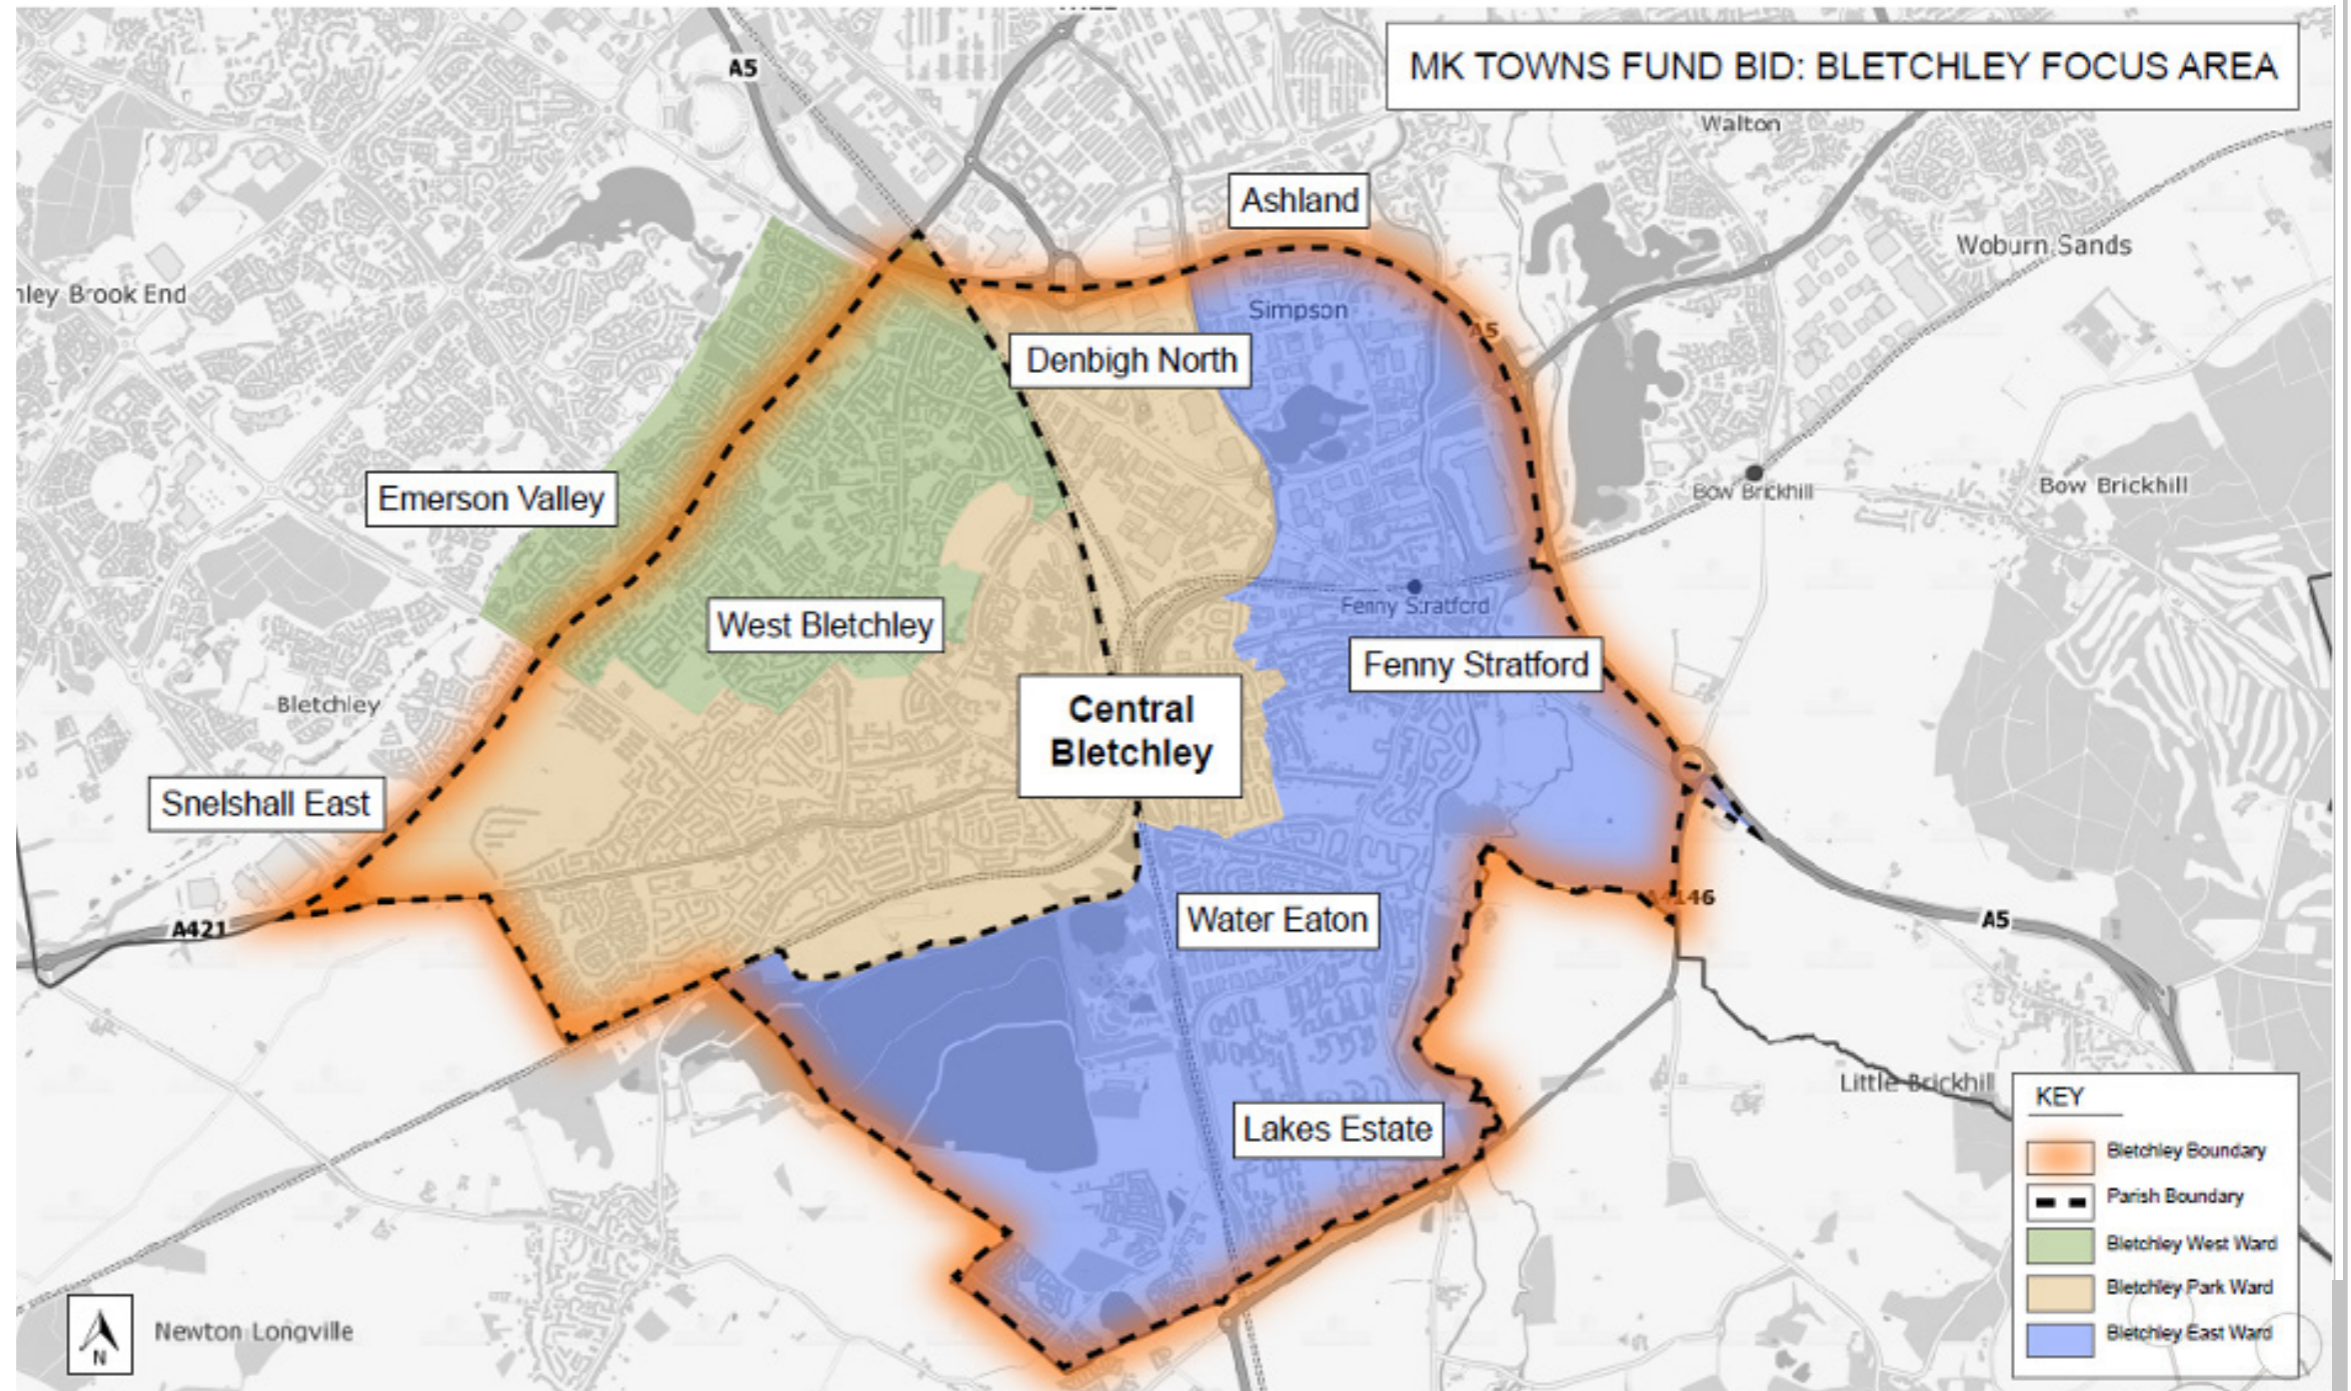 A5
MK TOWNS FUND BID: BLETCHLEY FOCUS AREA
Walton
Ashland
Woburn Sands
nley Brook End
Simpson
A5
Denbigh North
Emerson Valley
Bow Brickhill
Bow Brickhill
Fenny Stratford
West Bletchley
Fenny Stratford
Bletchley
Central
Bletchley
Snelshall East
A4146
A421
Water Eaton
A5
Little Brickhill
Lakes Estate
KEY
Bletchley Boundary
Parish Boundary
Bletchley West Ward
Bletchley Park Ward
Bletchley East Ward
N
Newton Longville